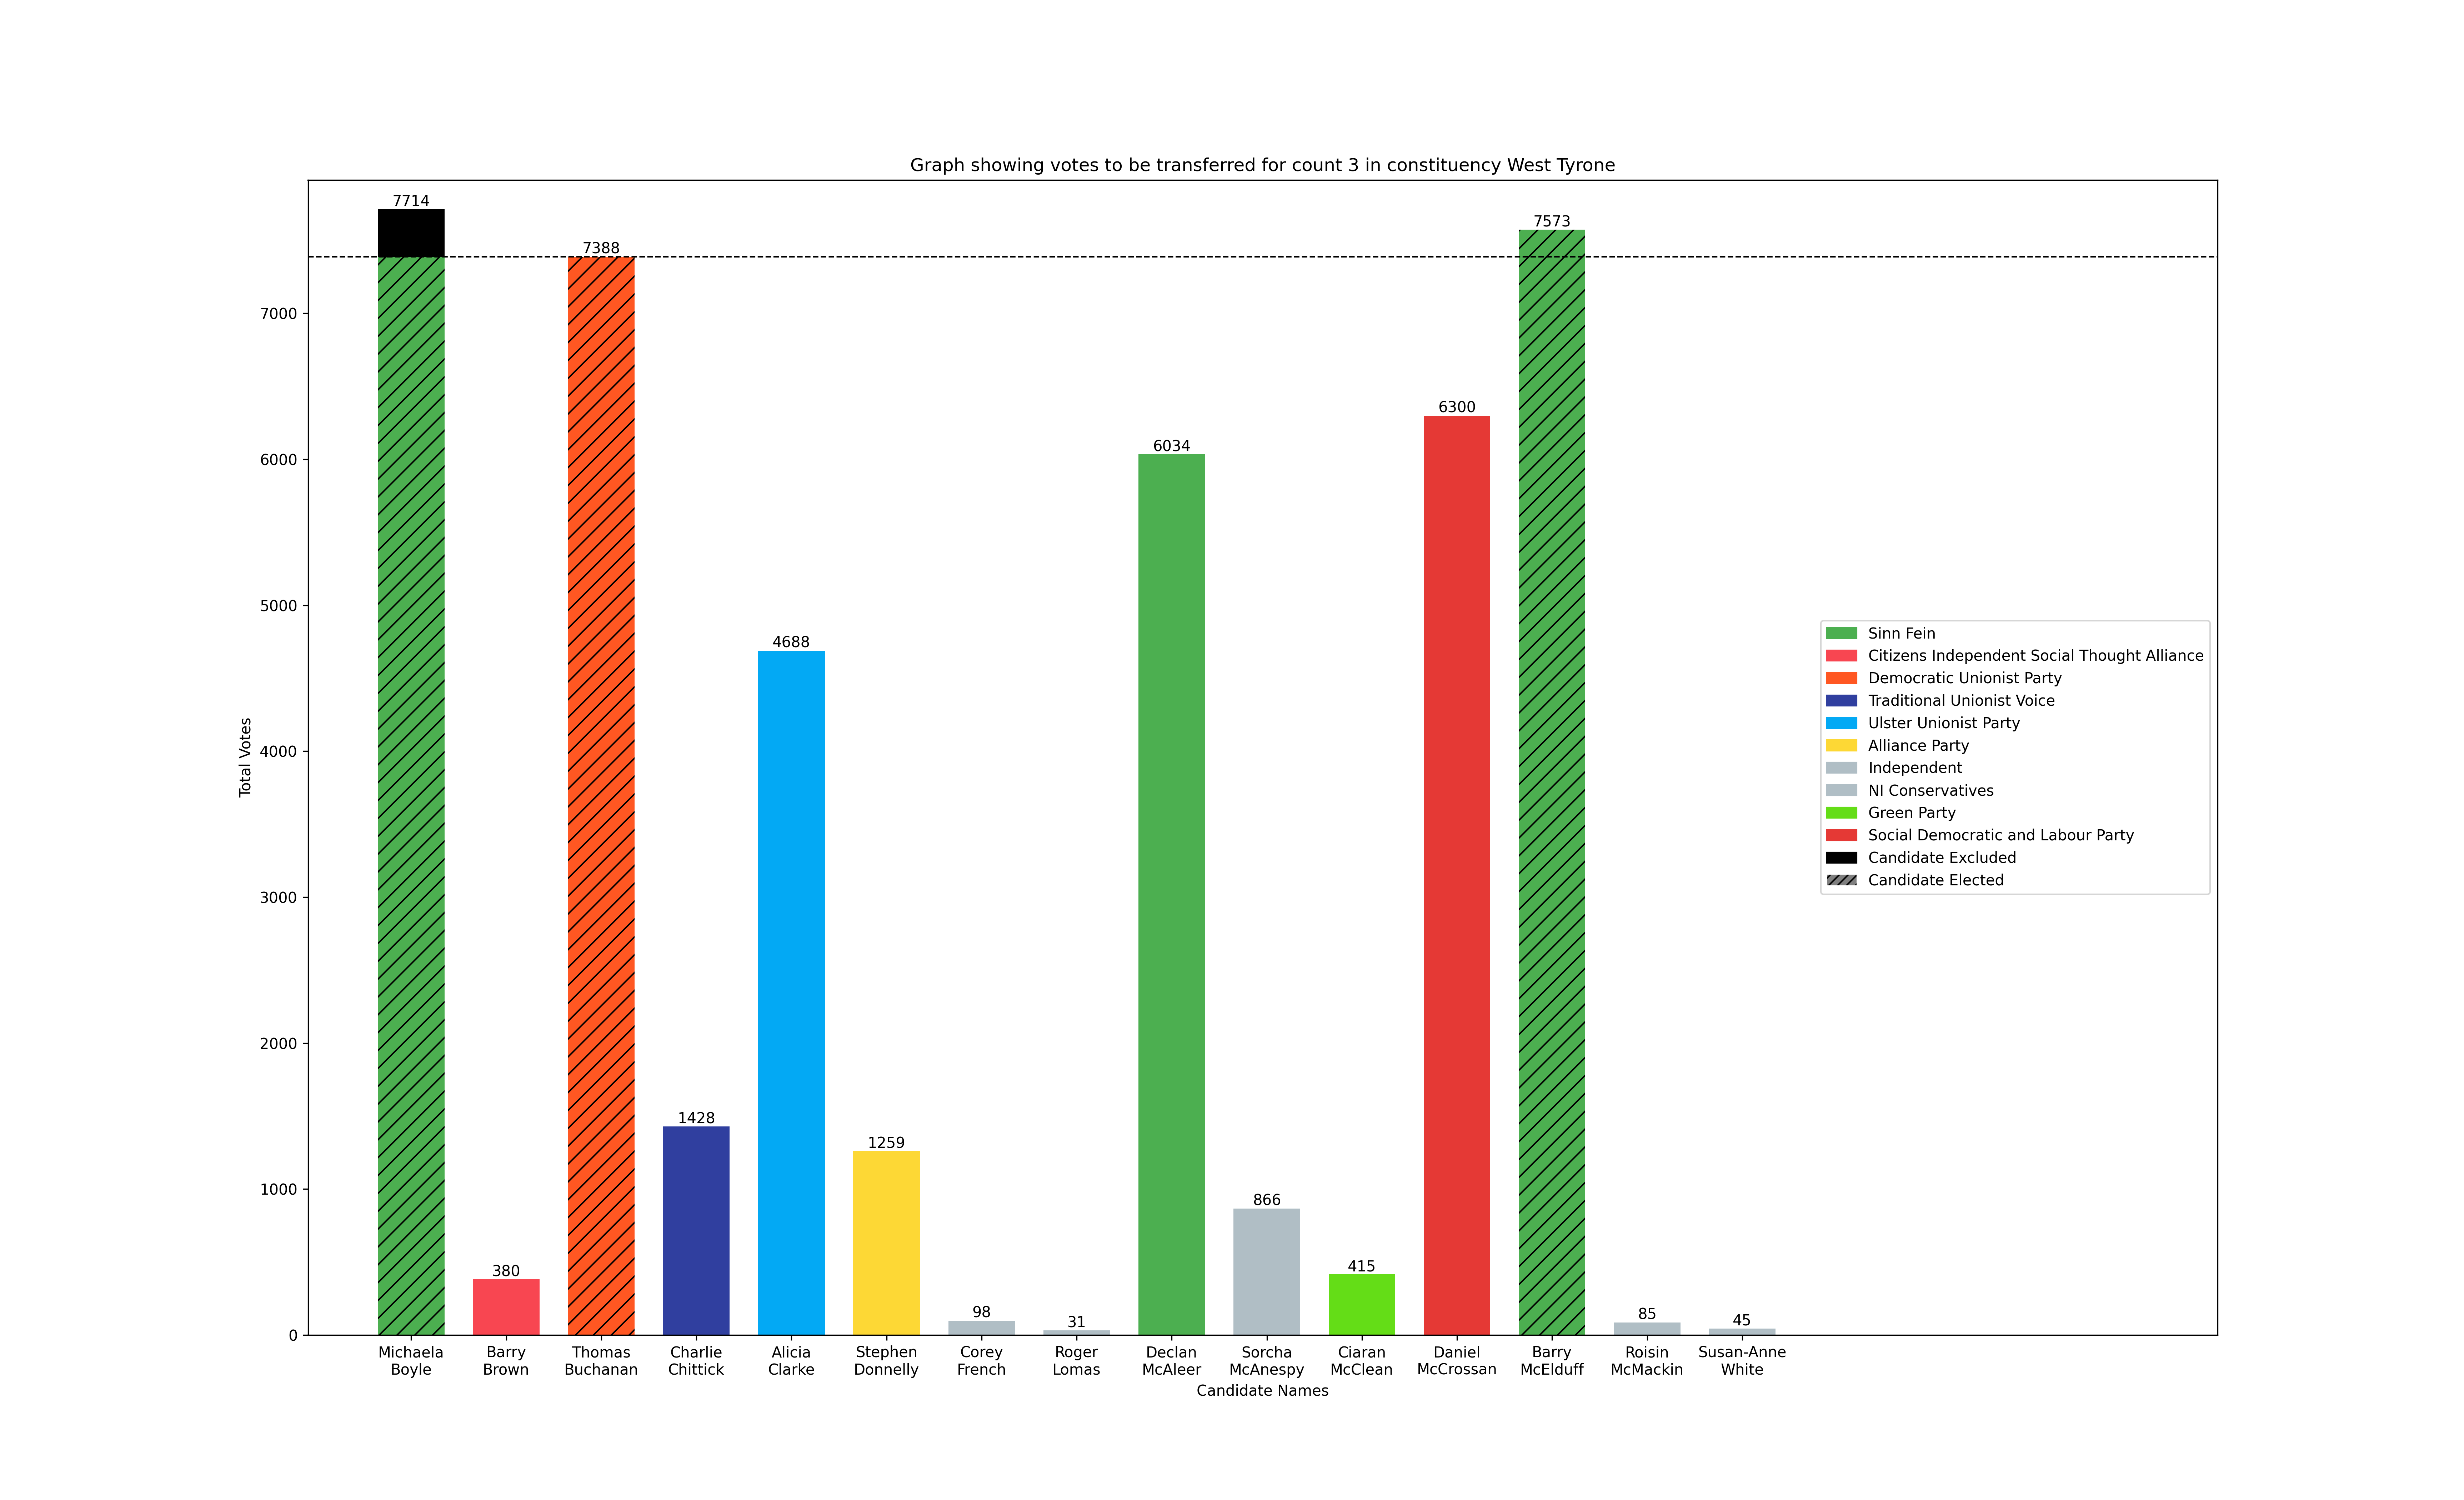 Graph showing votes to be transferred for count 3 in constituency West Tyrone
7714
7388
7573
6300
6034
4688
1428
1259
866
415
380
98
31
85
45
7000
6000
5000
4000
3000
2000
1000
0
Total Votes
Sinn Fein
Citizens Independent Social Thought Alliance
Democratic Unionist Party
Traditional Unionist Voice
Ulster Unionist Party
Alliance Party
Independent
NI Conservatives
Green Party
Social Democratic and Labour Party
Candidate Excluded
Candidate Elected
Michaela
Boyle
Barry
Brown
Thomas
Buchanan
Charlie
Chittick
Alicia
Clarke
Stephen
Donnelly
Corey
French
Roger
Lomas
Declan
McAleer
Sorcha
McAnespy
Ciaran
McClean
Daniel
McCrossan
Barry
McElduff
Roisin
McMackin
Susan-Anne
White
Candidate Names